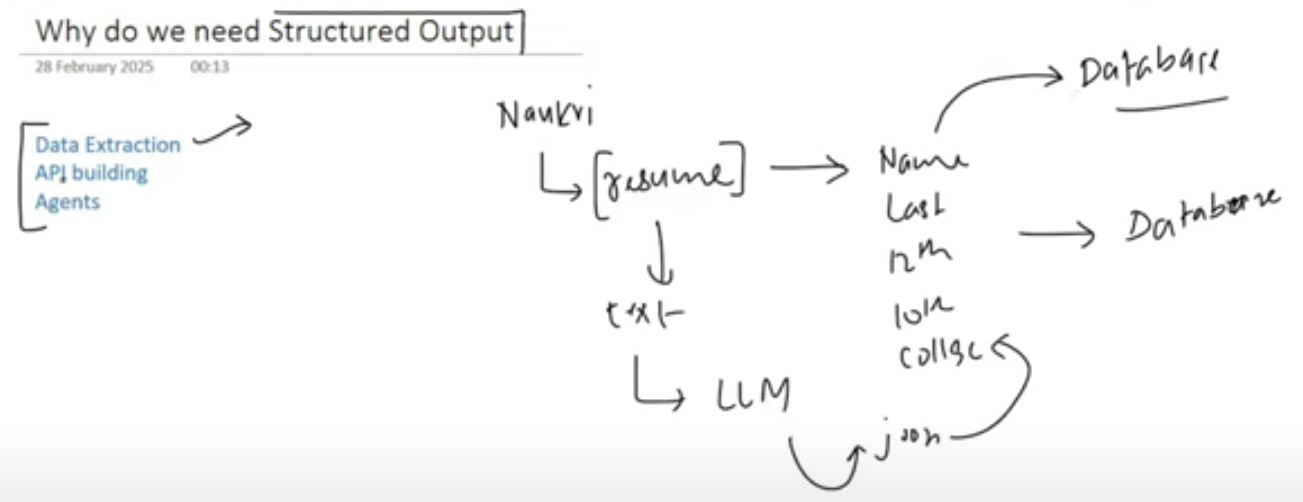 Why do we need Structured Output
28 February 2025 00:13
Data Extraction
API building
Agents
Naukri
[resume]
text
LLM
json
Name
Last
12th
10th
Database
Database